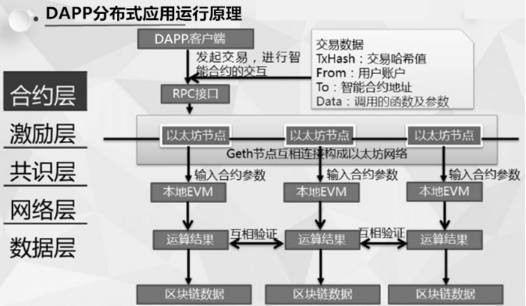 DAPP分布式应用运行原理
DAPP客户端
发起交易，进行智
能合约的交互
交易数据
TxHash：交易哈希值
From：用户账户
To：智能合约地址
Data：调用的函数及参数
RPC接口
合约层
激励层
共识层
网络层
数据层
以太坊节点
以太坊节点
以太坊节点
Geth节点互相连接构成以太坊网络
输入合约参数
输入合约参数
输入合约参数
本地EVM
本地EVM
本地EVM
运算结果
互相验证
运算结果
互相验证
运算结果
区块链数据
区块链数据
区块链数据